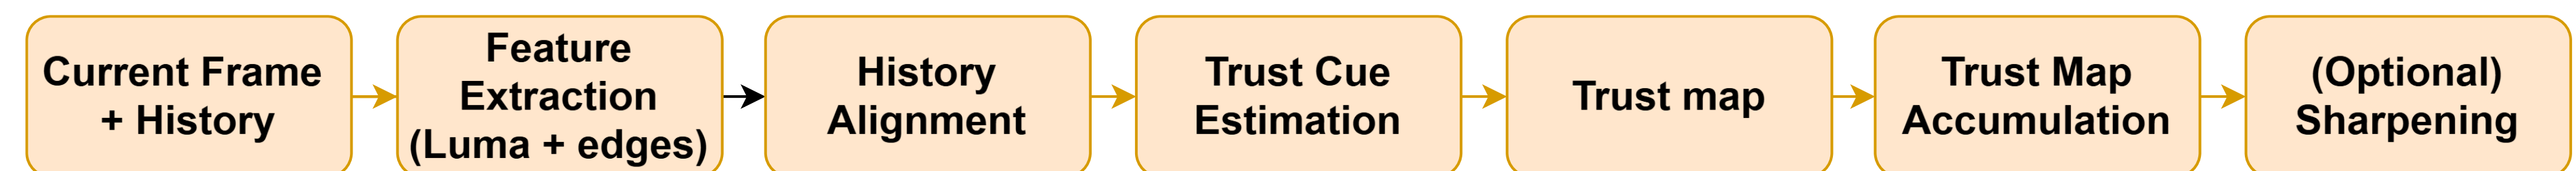 Current Frame
+ History
Feature
Extraction
(Luma + edges)
History
Alignment
Trust Cue
Estimation
Trust map
Trust Map
Accumulation
(Optional)
Sharpening